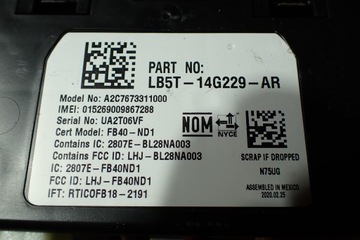 PART NO:
LB5T-14G229-AR
Model No: A2C7673311000
IMEI: 015269009867288
Serial No: UA2T06VF
Cert Model: FB40-ND1
Contains IC: 2807E-BL28NA003
Contains FCC ID: LHJ-BL28NA003
IC: 2807E-FB40ND1
FCC ID: LHJ-FB40ND1
IFT: RTICOFB18-2191
NOM
NYCE
SCRAP IF DROPPED
N75JG
ASSEMBLED IN MEXICO
2020.02.25